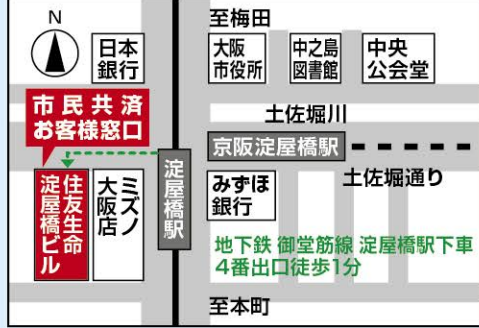 至梅田
N
日本
銀行
大阪
市役所
中之島
図書館
中央
公会堂
市民共済
お客様窓口
土佐堀川
京阪淀屋橋駅
土佐堀通り
淀屋橋駅
住友生命
淀屋橋ビル
ミズノ
大阪店
みずほ
銀行
地下鉄 御堂筋線 淀屋橋駅下車
4番出口徒歩1分
至本町